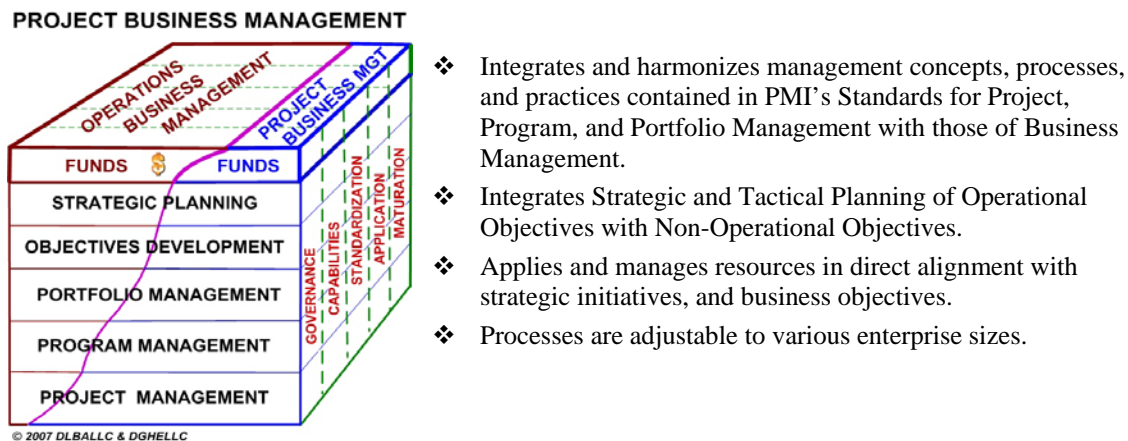 PROJECT BUSINESS MANAGEMENT
OPERATIONS
BUSINESS
MANAGEMENT
PROJECT
BUSINESS MGT
FUNDS $ FUNDS
STRATEGIC PLANNING
OBJECTIVES DEVELOPMENT
PORTFOLIO MANAGEMENT
PROGRAM MANAGEMENT
PROJECT MANAGEMENT
GOVERNANCE
CAPABILITIES
STANDARDIZATION
APPLICATION
MATURATION
© 2007 DLBALLC & DGHELLC
❖ Integrates and harmonizes management concepts, processes,
and practices contained in PMI’s Standards for Project,
Program, and Portfolio Management with those of Business
Management.
❖ Integrates Strategic and Tactical Planning of Operational
Objectives with Non-Operational Objectives.
❖ Applies and manages resources in direct alignment with
strategic initiatives, and business objectives.
❖ Processes are adjustable to various enterprise sizes.